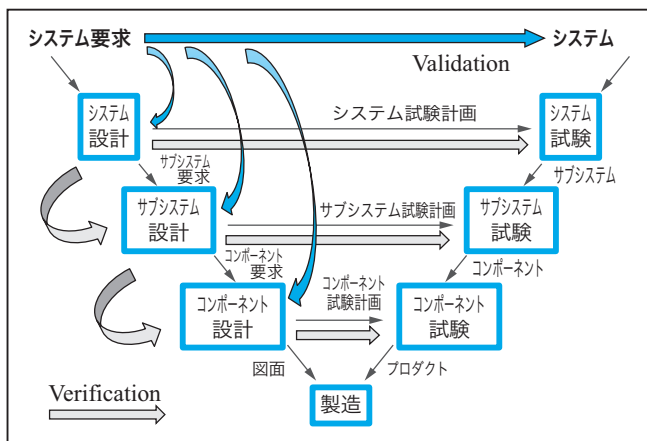 システム要求
システム
Validation
システム
設計
システム試験計画
システム
試験
サブシステム
要求
サブシステム
サブシステム
設計
サブシステム試験計画
サブシステム
試験
コンポーネント
要求
コンポーネント
コンポーネント
設計
コンポーネント
試験計画
コンポーネント
試験
図面
プロダクト
製造
Verification